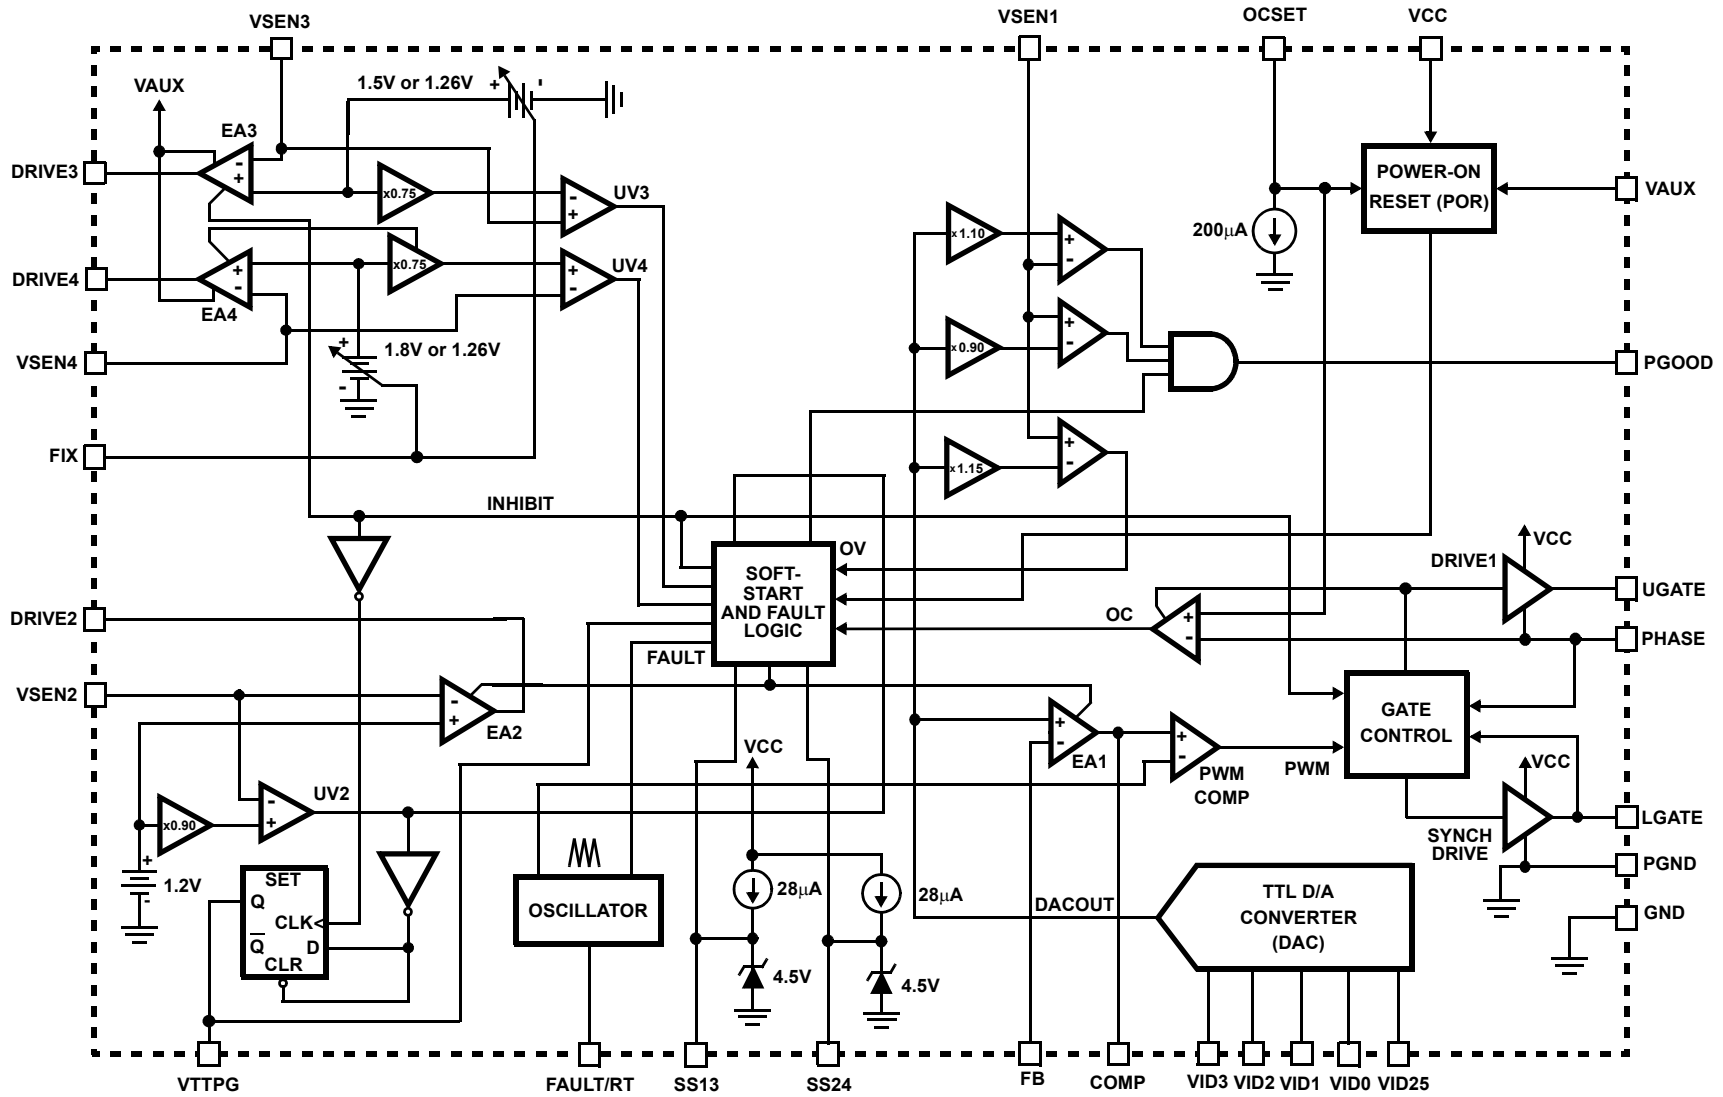 VSEN3
VSEN1
OCSET
VCC
1.5V or 1.26V
+
-
VAUX
EA3
DRIVE3
-
+
x0.75
-
+
UV3
POWER-ON
RESET (POR)
VAUX
200μA
x1.10
+
-
DRIVE4
+
-
EA4
x0.75
+
-
UV4
VSEN4
+
1.8V or 1.26V
-
x0.90
+
-
PGOOD
FIX
x1.15
+
-
INHIBIT
OV
SOFT-
START
AND FAULT
LOGIC
FAULT
OC
+
-
DRIVE1
VCC
UGATE
PHASE
DRIVE2
VSEN2
-
+
EA2
+
-
EA1
+
-
PWM
COMP
PWM
GATE
CONTROL
VCC
SYNCH
DRIVE
LGATE
PGND
GND
UV2
-
+
x0.90
+
1.2V
-
SET
Q
CLK
Q
D
CLR
OSCILLATOR
VCC
28μA
28μA
4.5V
4.5V
DACOUT
TTL D/A
CONVERTER
(DAC)
VTTPG
FAULT/RT
SS13
SS24
FB
COMP
VID3
VID2
VID1
VID0
VID25